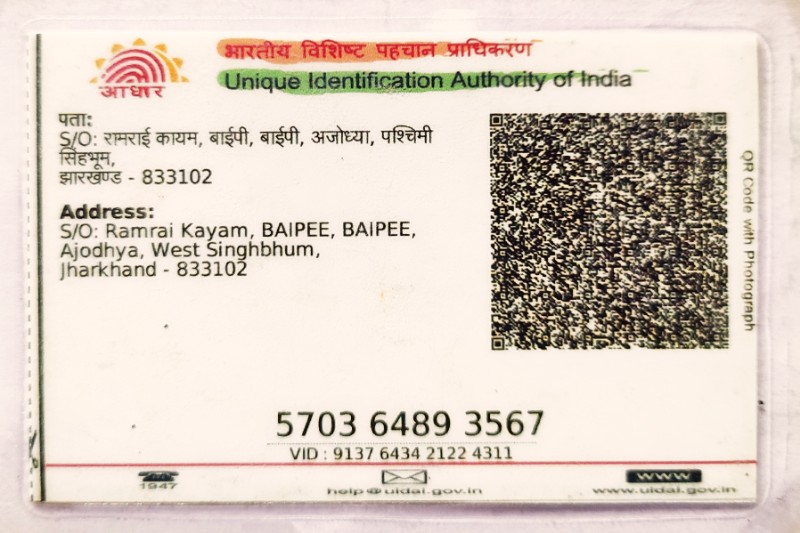 आधार
भारतीय विशिष्ट पहचान प्राधिकरण
Unique Identification Authority of India
पता:
S/O: रामराई कायम, बाईपी, बाईपी, अजोध्या, पश्चिमी
सिंहभूम,
झारखण्ड - 833102
Address:
S/O: Ramrai Kayam, BAIPEE, BAIPEE,
Ajodhya, West Singhbhum,
Jharkhand - 833102
QR Code with Photograph
5703 6489 3567
VID : 9137 6434 2122 4311
1947
help@uidai.gov.in
www
www.uidai.gov.in